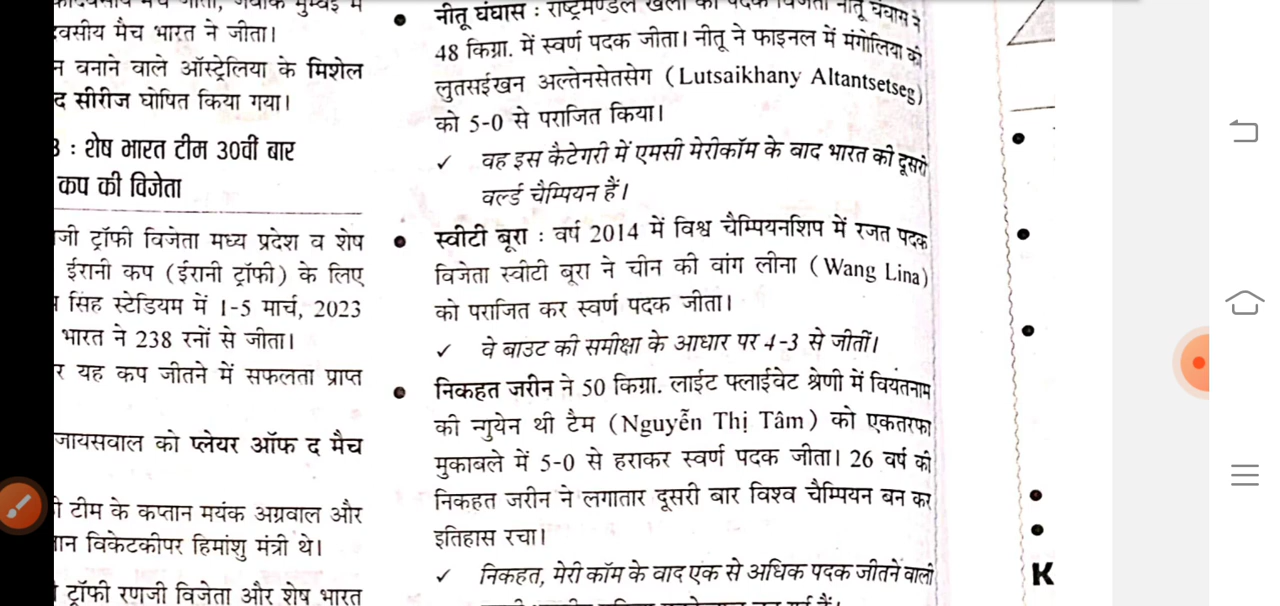 वसीय मैच भारत ने जीता।
न बनाने वाले ऑस्ट्रेलिया के मिशेल
द सीरीज घोषित किया गया।
3 : शेष भारत टीम 30वीं बार
कप की विजेता
जी ट्रॉफी विजेता मध्य प्रदेश व शेष
ईरानी कप (ईरानी ट्रॉफी) के लिए
सिंह स्टेडियम में 1-5 मार्च, 2023
भारत ने 238 रनों से जीता।
र यह कप जीतने में सफलता प्राप्त
जायसवाल को प्लेयर ऑफ द मैच
ी टीम के कप्तान मयंक अग्रवाल और
ान विकेटकीपर हिमांशु मंत्री थे।
ट्रॉफी रणजी विजेता और शेष भारत
• नीतू घंघास : राष्ट्रमण्डल खेलों की पदक विजेता नीतू घंघास ने
48 किग्रा. में स्वर्ण पदक जीता। नीतू ने फाइनल में मंगोलिया की
लुतसईखन अल्तेनसेतसेग (Lutsaikhany Altantsetseg)
को 5-0 से पराजित किया।
✓ वह इस कैटेगरी में एमसी मेरीकॉम के बाद भारत की दूसरी
वर्ल्ड चैम्पियन हैं।
• स्वीटी बूरा : वर्ष 2014 में विश्व चैम्पियनशिप में रजत पदक
विजेता स्वीटी बूरा ने चीन की वांग लीना (Wang Lina)
को पराजित कर स्वर्ण पदक जीता।
✓ वे बाउट की समीक्षा के आधार पर 4-3 से जीतीं।
• निकहत जरीन ने 50 किग्रा. लाईट फ्लाईवेट श्रेणी में वियतनाम
की न्गुयेन थी टैम (Nguyễn Thị Tâm) को एकतरफा
मुकाबले में 5-0 से हराकर स्वर्ण पदक जीता। 26 वर्ष की
निकहत जरीन ने लगातार दूसरी बार विश्व चैम्पियन बन कर
इतिहास रचा।
✓ निकहत, मेरी कॉम के बाद एक से अधिक पदक जीतने वाली
K